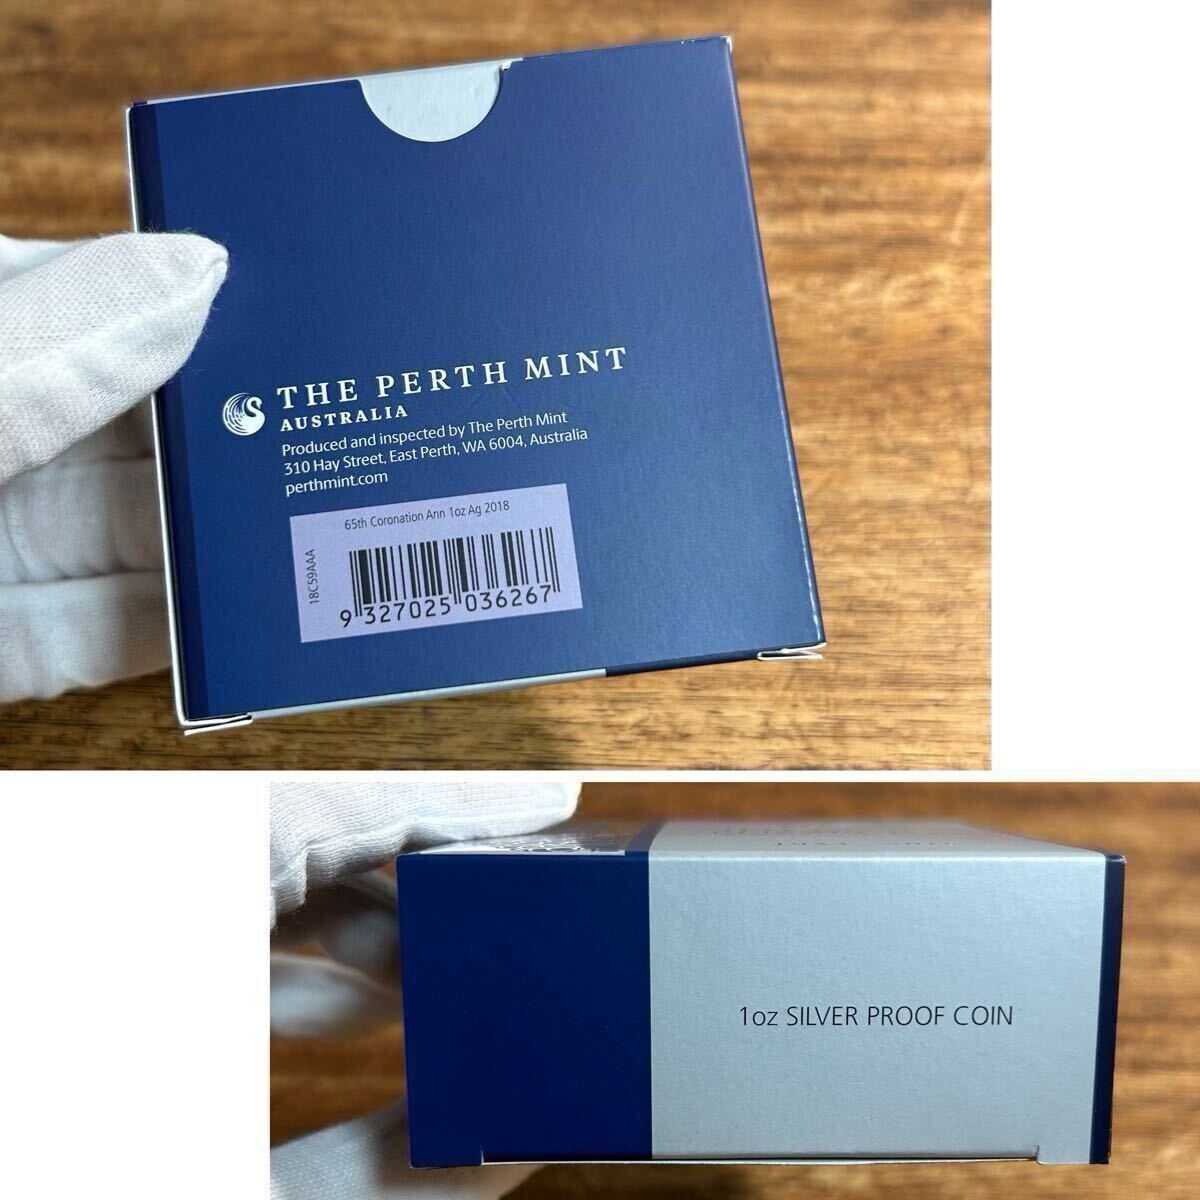 THE PERTH MINT
AUSTRALIA
Produced and inspected by The Perth Mint
310 Hay Street, East Perth, WA 6004, Australia
perthmint.com
65th Coronation Ann 1oz Ag 2018
18C59AAA
9 327025 036267
1oz SILVER PROOF COIN